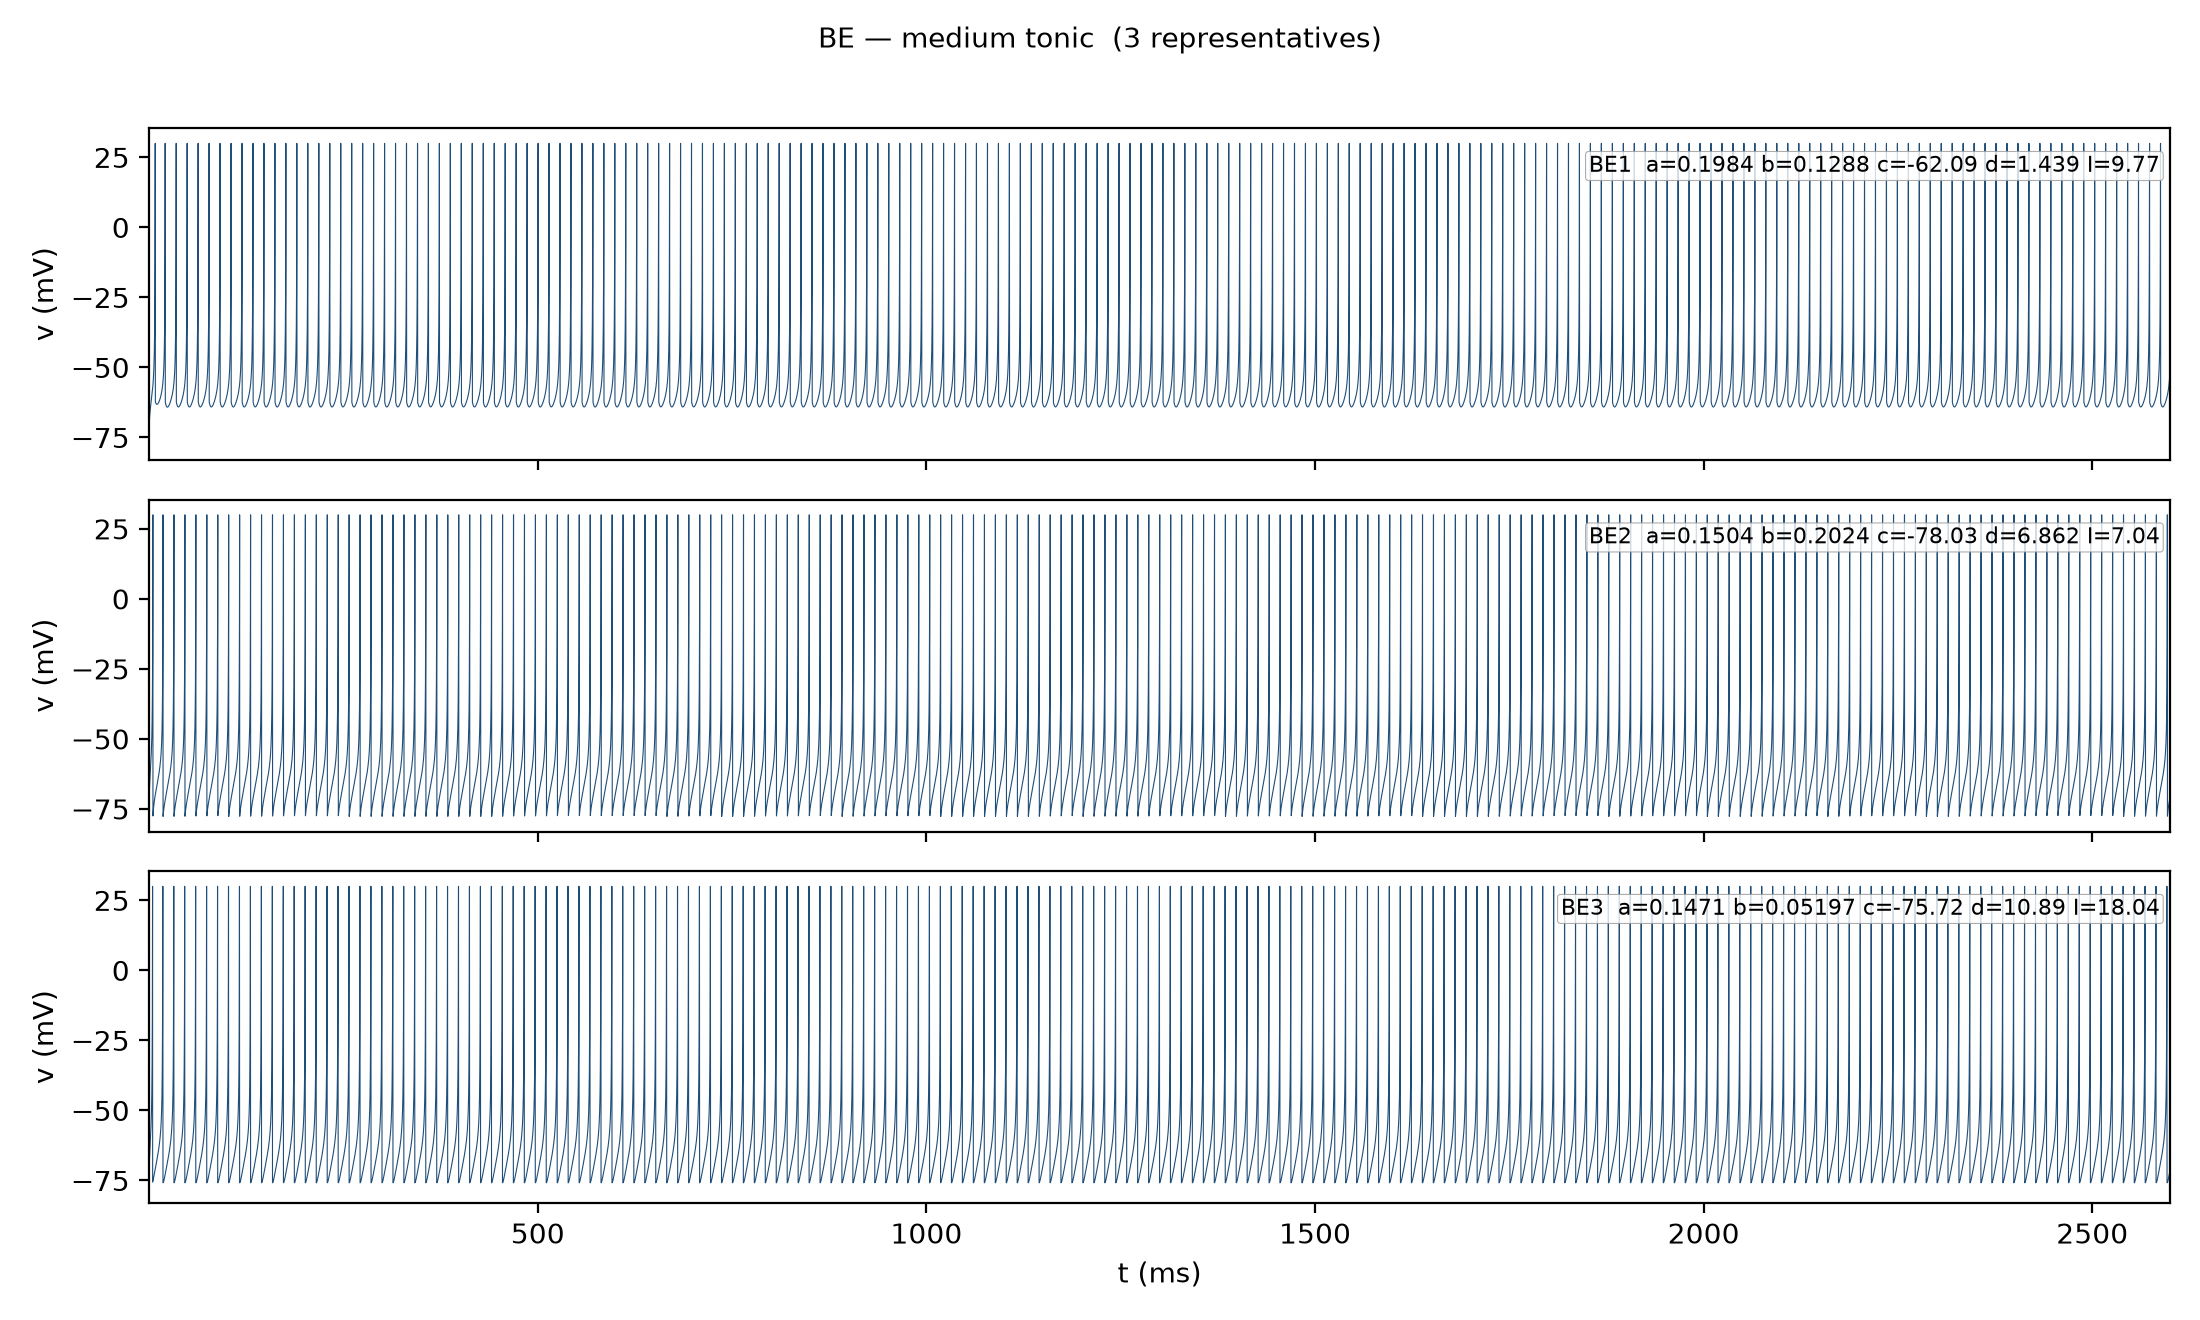 BE — medium tonic  (3 representatives)
25
0
−25
−50
−75
v (mV)
BE1  a=0.1984 b=0.1288 c=-62.09 d=1.439 I=9.77
25
0
−25
−50
−75
v (mV)
BE2  a=0.1504 b=0.2024 c=-78.03 d=6.862 I=7.04
25
0
−25
−50
−75
v (mV)
BE3  a=0.1471 b=0.05197 c=-75.72 d=10.89 I=18.04
500 1000 1500 2000 2500
t (ms)